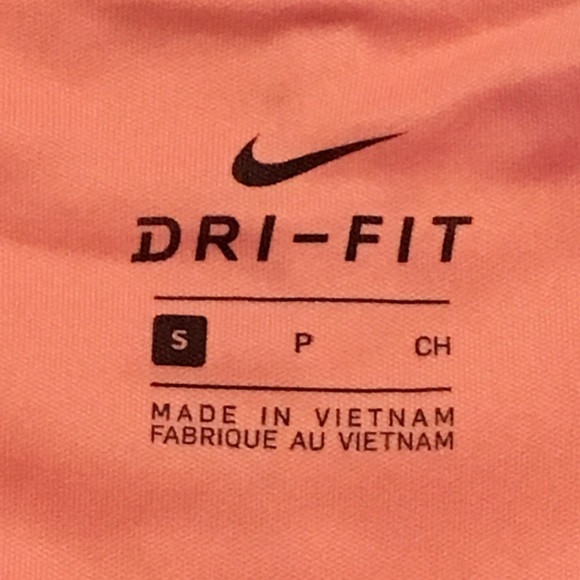 DRI-FIT
S P CH
MADE IN VIETNAM
FABRIQUE AU VIETNAM